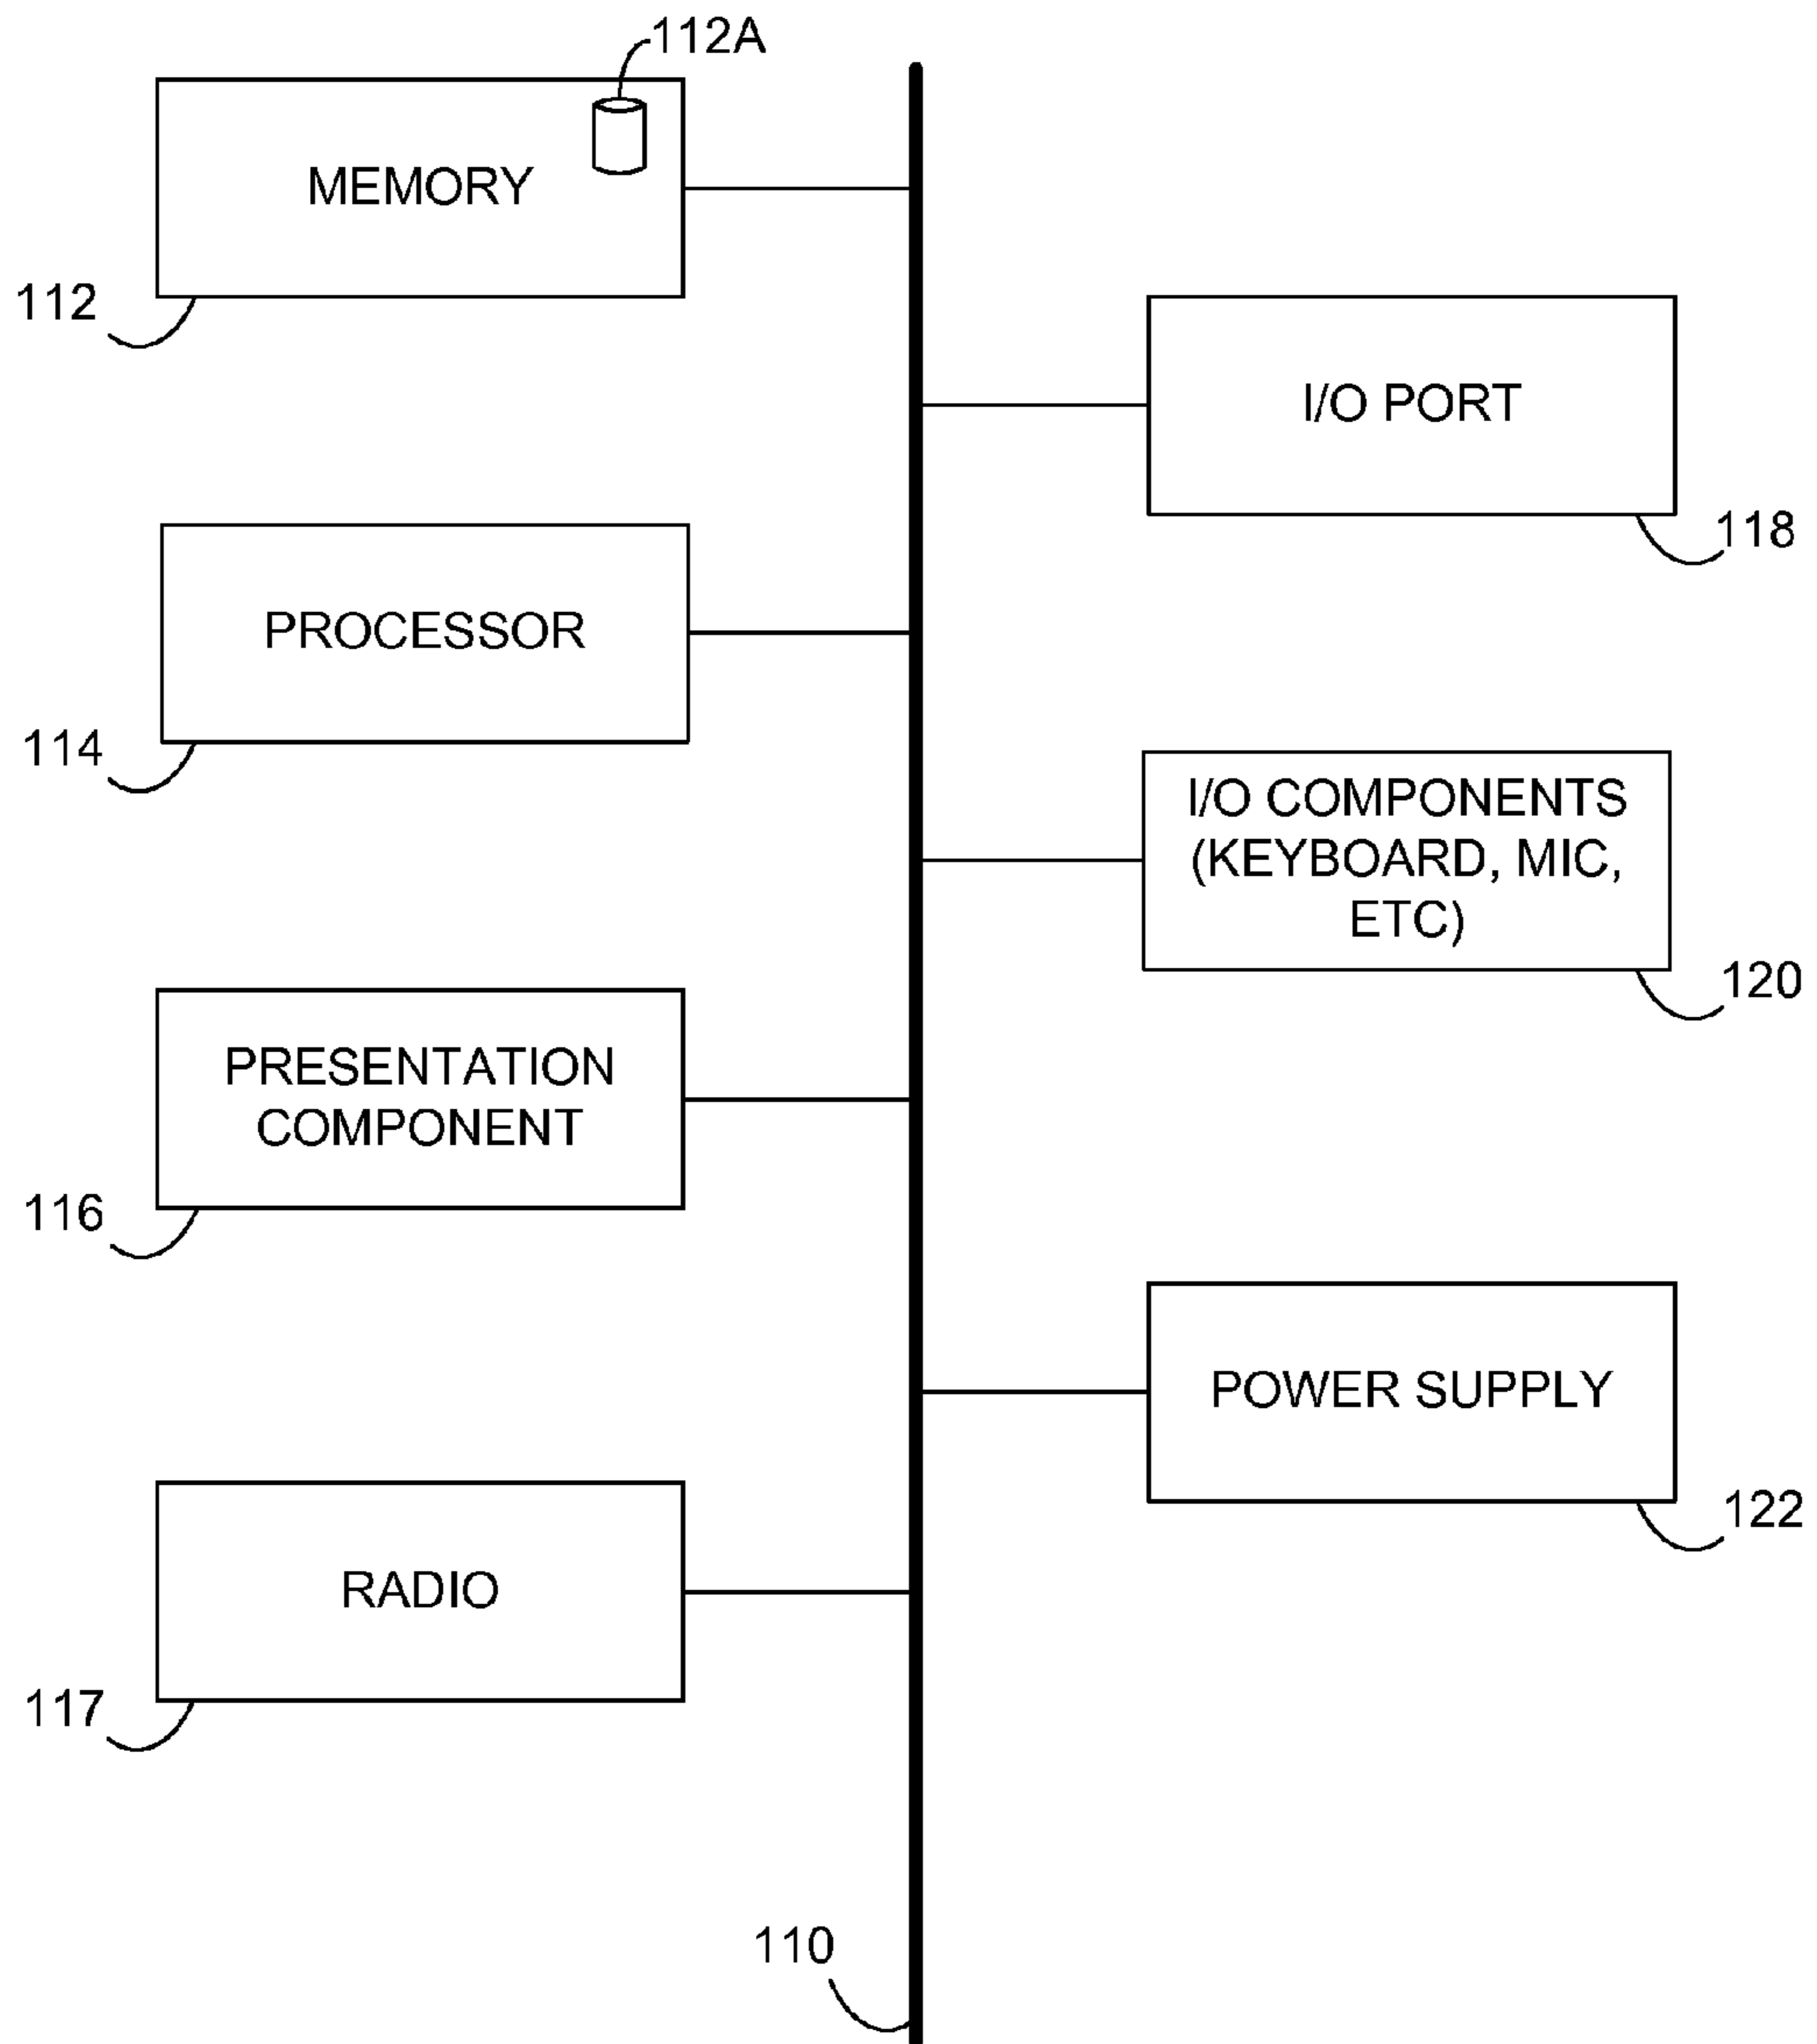 112A
MEMORY
112
I/O PORT
118
PROCESSOR
114
I/O COMPONENTS
(KEYBOARD, MIC,
ETC)
120
PRESENTATION
COMPONENT
116
POWER SUPPLY
122
RADIO
117
110